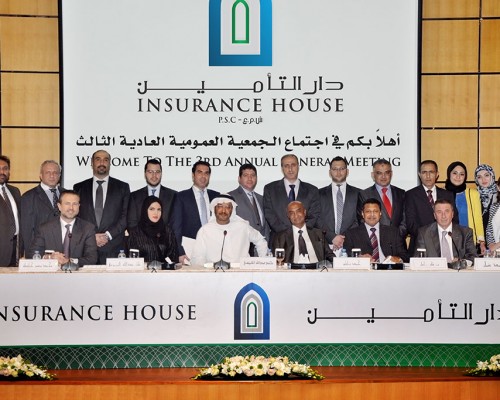 دار التأمين
INSURANCE HOUSE
P.S.C - ش.م.ع
أهلاً بكم في اجتماع الجمعية العمومية العادية الثالث
WELCOME TO THE 3RD ANNUAL GENERAL MEETING
INSURANCE HOUSE
دار التأمين